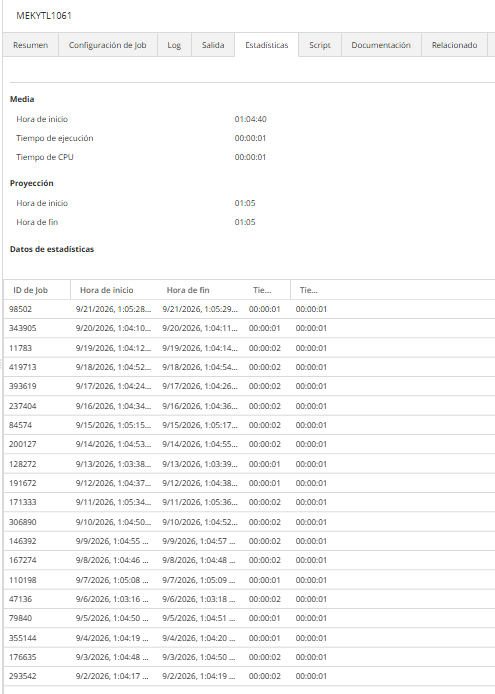 MEKYTL1061
Resumen Configuración de Job Log Salida Estadísticas Script Documentación Relacionado
Media
Hora de inicio 01:04:40
Tiempo de ejecución 00:00:01
Tiempo de CPU 00:00:01
Proyección
Hora de inicio 01:05
Hora de fin 01:05
Datos de estadísticas
ID de Job Hora de inicio Hora de fin Tie... Tie...
98502 9/21/2026, 1:05:28... 9/21/2026, 1:05:29... 00:00:01 00:00:01
343905 9/20/2026, 1:04:10... 9/20/2026, 1:04:11... 00:00:01 00:00:01
11783 9/19/2026, 1:04:12... 9/19/2026, 1:04:14... 00:00:02 00:00:01
419713 9/18/2026, 1:04:52... 9/18/2026, 1:04:54... 00:00:02 00:00:01
393619 9/17/2026, 1:04:24... 9/17/2026, 1:04:26... 00:00:02 00:00:01
237404 9/16/2026, 1:04:34... 9/16/2026, 1:04:36... 00:00:02 00:00:01
84574 9/15/2026, 1:05:15... 9/15/2026, 1:05:17... 00:00:02 00:00:01
200127 9/14/2026, 1:04:53... 9/14/2026, 1:04:55... 00:00:02 00:00:01
128272 9/13/2026, 1:03:38... 9/13/2026, 1:03:39... 00:00:01 00:00:01
191672 9/12/2026, 1:04:37... 9/12/2026, 1:04:38... 00:00:01 00:00:01
171333 9/11/2026, 1:05:34... 9/11/2026, 1:05:36... 00:00:02 00:00:01
306890 9/10/2026, 1:04:50... 9/10/2026, 1:04:52... 00:00:02 00:00:01
146392 9/9/2026, 1:04:55 ... 9/9/2026, 1:04:57 ... 00:00:02 00:00:01
167274 9/8/2026, 1:04:46 ... 9/8/2026, 1:04:48 ... 00:00:02 00:00:01
110198 9/7/2026, 1:05:08 ... 9/7/2026, 1:05:09 ... 00:00:01 00:00:01
47136 9/6/2026, 1:03:16 ... 9/6/2026, 1:03:18 ... 00:00:02 00:00:01
79840 9/5/2026, 1:04:50 ... 9/5/2026, 1:04:51 ... 00:00:01 00:00:01
355144 9/4/2026, 1:04:19 ... 9/4/2026, 1:04:20 ... 00:00:01 00:00:01
176635 9/3/2026, 1:04:48 ... 9/3/2026, 1:04:50 ... 00:00:02 00:00:01
293542 9/2/2026, 1:04:17 ... 9/2/2026, 1:04:19 ... 00:00:02 00:00:01